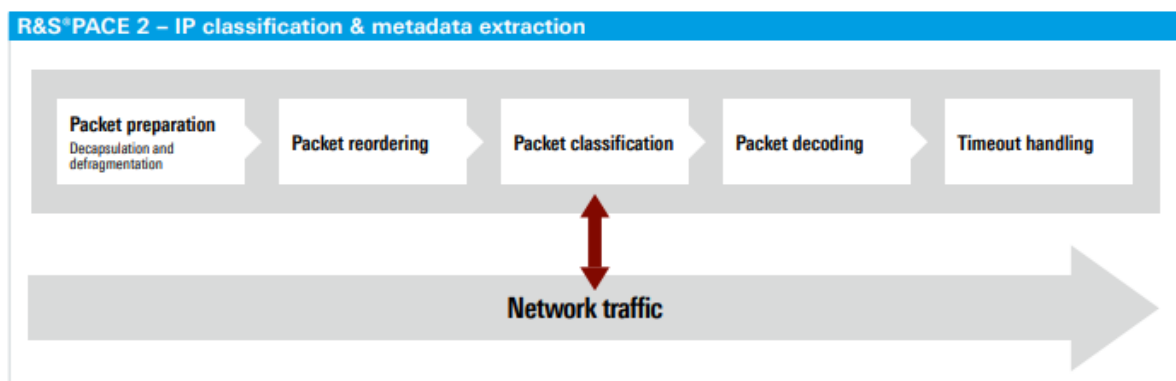 R&S®PACE 2 – IP classification & metadata extraction
Packet preparation
Decapsulation and
defragmentation
Packet reordering
Packet classification
Packet decoding
Timeout handling
Network traffic